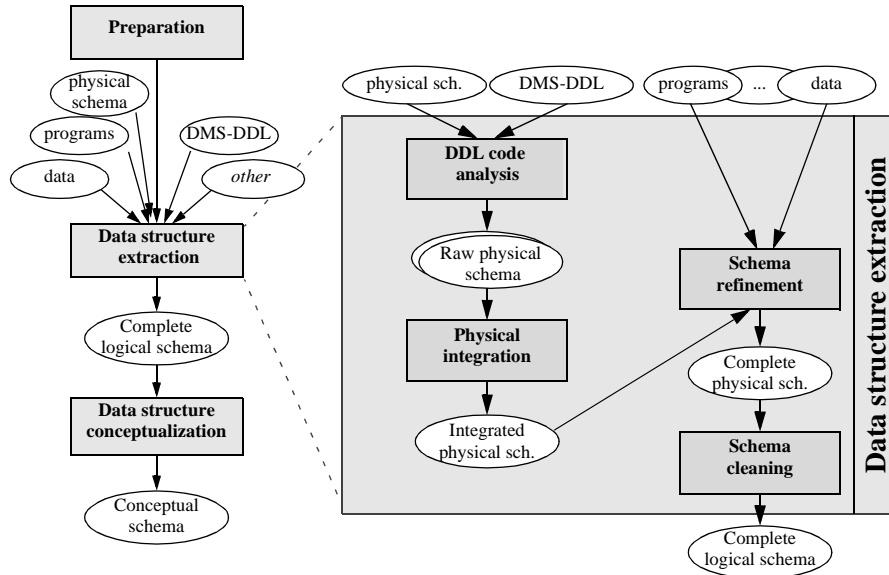 Preparation
physical
schema
programs
DMS-DDL
data
other
Data structure
extraction
Complete
logical schema
Data structure
conceptualization
Conceptual
schema
physical sch.
DMS-DDL
programs
...
data
DDL code
analysis
Raw physical
schema
Physical
integration
Integrated
physical sch.
Schema
refinement
Complete
physical sch.
Schema
cleaning
Complete
logical schema
Data structure extraction